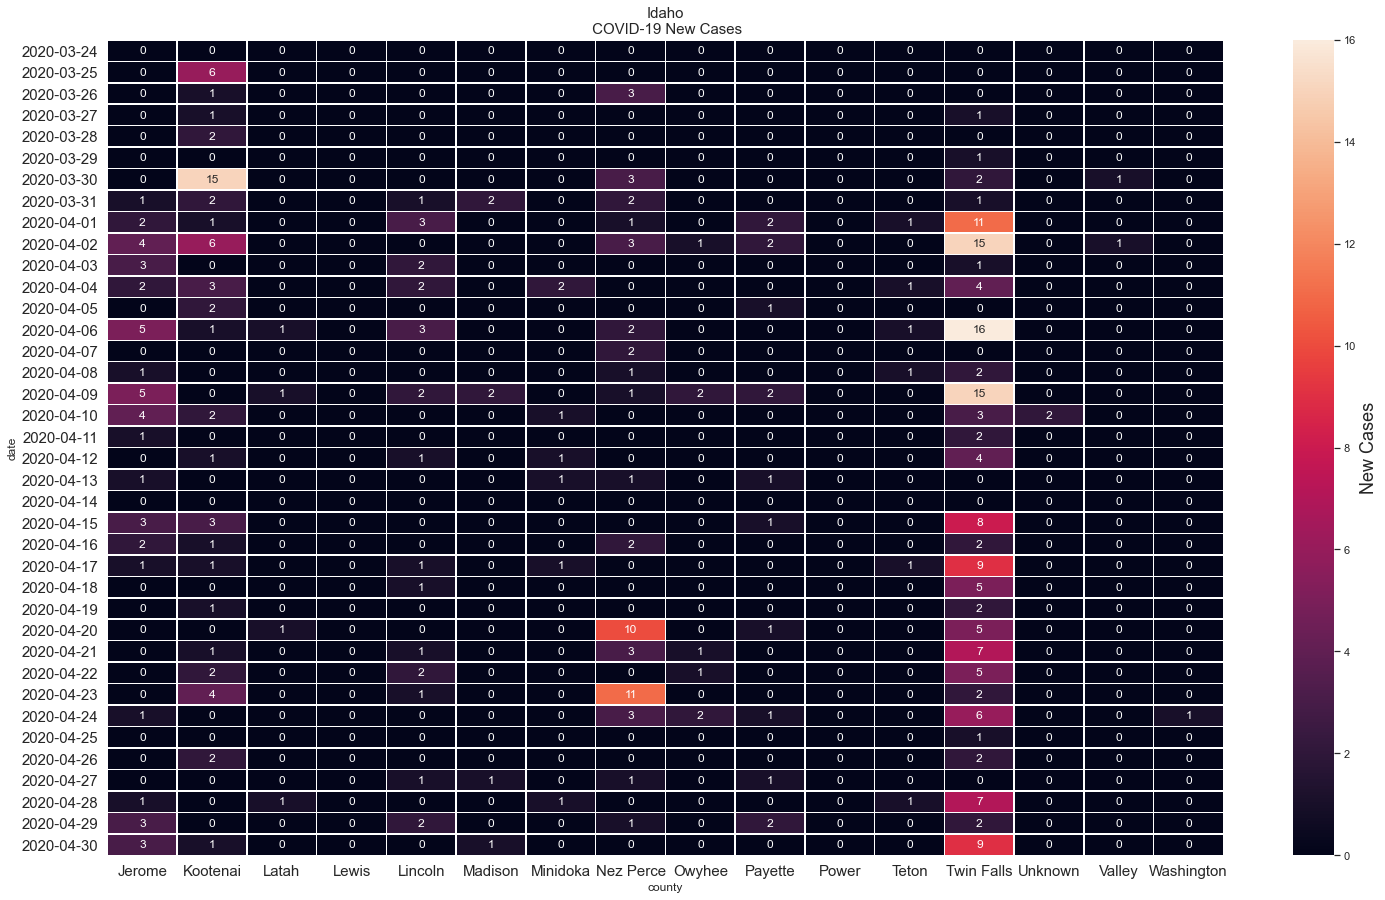 Idaho
COVID-19 New Cases
2020-03-24 0 0 0 0 0 0 0 0 0 0 0 0 0 0 0 0
2020-03-25 0 6 0 0 0 0 0 0 0 0 0 0 0 0 0 0
2020-03-26 0 1 0 0 0 0 0 3 0 0 0 0 0 0 0 0
2020-03-27 0 1 0 0 0 0 0 0 0 0 0 0 1 0 0 0
2020-03-28 0 2 0 0 0 0 0 0 0 0 0 0 0 0 0 0
2020-03-29 0 0 0 0 0 0 0 0 0 0 0 0 1 0 0 0
2020-03-30 0 15 0 0 0 0 0 3 0 0 0 0 2 0 1 0
2020-03-31 1 2 0 0 1 2 0 2 0 0 0 0 1 0 0 0
2020-04-01 2 1 0 0 3 0 0 1 0 2 0 1 11 0 0 0
2020-04-02 4 6 0 0 0 0 0 3 1 2 0 0 15 0 1 0
2020-04-03 3 0 0 0 2 0 0 0 0 0 0 0 1 0 0 0
2020-04-04 2 3 0 0 2 0 2 0 0 0 0 1 4 0 0 0
2020-04-05 0 2 0 0 0 0 0 0 0 1 0 0 0 0 0 0
2020-04-06 5 1 1 0 3 0 0 2 0 0 0 1 16 0 0 0
2020-04-07 0 0 0 0 0 0 0 2 0 0 0 0 0 0 0 0
2020-04-08 1 0 0 0 0 0 0 1 0 0 0 1 2 0 0 0
2020-04-09 5 0 1 0 2 2 0 1 2 2 0 0 15 0 0 0
2020-04-10 4 2 0 0 0 0 1 0 0 0 0 0 3 2 0 0
2020-04-11 1 0 0 0 0 0 0 0 0 0 0 0 2 0 0 0
2020-04-12 0 1 0 0 1 0 1 0 0 0 0 0 4 0 0 0
2020-04-13 1 0 0 0 0 0 1 1 0 1 0 0 0 0 0 0
2020-04-14 0 0 0 0 0 0 0 0 0 0 0 0 0 0 0 0
2020-04-15 3 3 0 0 0 0 0 0 0 1 0 0 8 0 0 0
2020-04-16 2 1 0 0 0 0 0 2 0 0 0 0 2 0 0 0
2020-04-17 1 1 0 0 1 0 1 0 0 0 0 1 9 0 0 0
2020-04-18 0 0 0 0 1 0 0 0 0 0 0 0 5 0 0 0
2020-04-19 0 1 0 0 0 0 0 0 0 0 0 0 2 0 0 0
2020-04-20 0 0 1 0 0 0 0 10 0 1 0 0 5 0 0 0
2020-04-21 0 1 0 0 1 0 0 3 1 0 0 0 7 0 0 0
2020-04-22 0 2 0 0 2 0 0 0 1 0 0 0 5 0 0 0
2020-04-23 0 4 0 0 1 0 0 11 0 0 0 0 2 0 0 0
2020-04-24 1 0 0 0 0 0 0 3 2 1 0 0 6 0 0 1
2020-04-25 0 0 0 0 0 0 0 0 0 0 0 0 1 0 0 0
2020-04-26 0 2 0 0 0 0 0 0 0 0 0 0 2 0 0 0
2020-04-27 0 0 0 0 1 1 0 1 0 1 0 0 0 0 0 0
2020-04-28 1 0 1 0 0 0 1 0 0 0 0 1 7 0 0 0
2020-04-29 3 0 0 0 2 0 0 1 0 2 0 0 2 0 0 0
2020-04-30 3 1 0 0 0 1 0 0 0 0 0 0 9 0 0 0
Jerome Kootenai Latah Lewis Lincoln Madison Minidoka Nez Perce Owyhee Payette Power Teton Twin Falls Unknown Valley Washington
county
date
16
14
12
10
8
6
4
2
0
New Cases